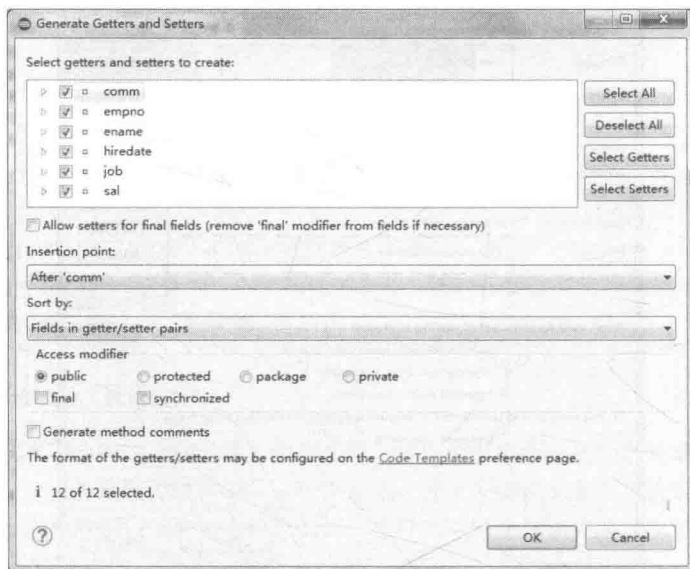 Generate Getters and Setters
Select getters and setters to create:
comm
empno
ename
hiredate
job
sal
Select All
Deselect All
Select Getters
Select Setters
Allow setters for final fields (remove 'final' modifier from fields if necessary)
Insertion point:
After 'comm'
Sort by:
Fields in getter/setter pairs
Access modifier
public protected package private
final synchronized
Generate method comments
The format of the getters/setters may be configured on the Code Templates preference page.
i 12 of 12 selected.
?
OK Cancel